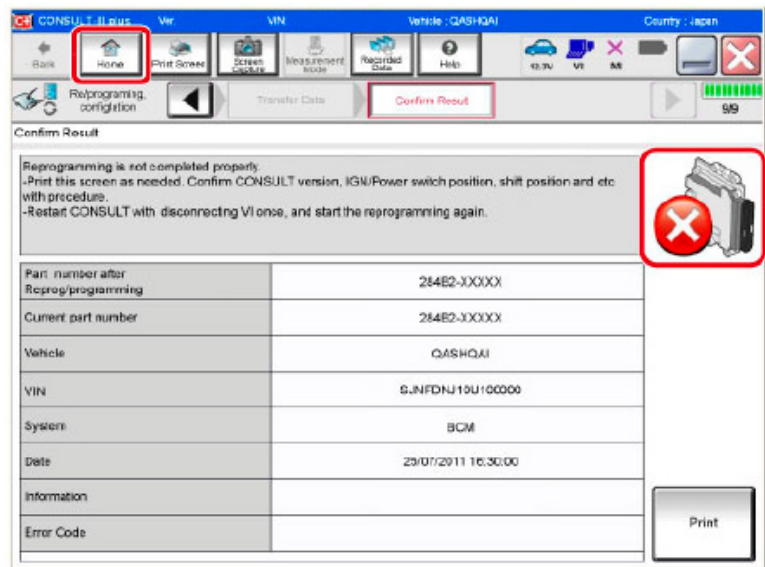 CONSULT-III plus Ver. VIN: Vehicle : QASHQAI Country : Japan
Back Home Print Screen Screen Capture Measurement Mode Recorded Data Help 12.3V VI MI
Re/programing, configlation Transfer Data Confirm Result 9/9
Confirm Result
Reprogramming is not completed properly.
-Print this screen as needed. Confirm CONSULT version, IGN/Power switch position, shift position and etc
with procedure.
-Restart CONSULT with disconnecting VI once, and start the reprogramming again.
Part number after
Reprog/programming
284B2-XXXXX
Current part number 284B2-XXXXX
Vehicle QASHQAI
VIN SJNFDNJ10U100000
System BCM
Date 25/07/2011 16:30:00
Information
Error Code
Print